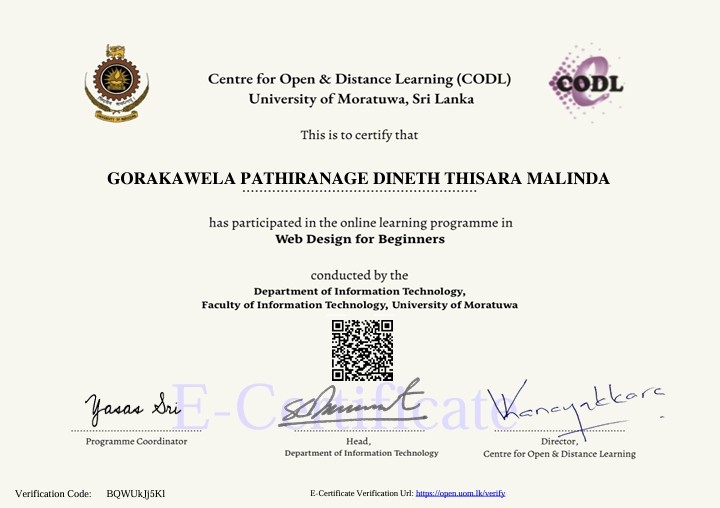 Centre for Open & Distance Learning (CODL)
University of Moratuwa, Sri Lanka
CODL
This is to certify that
GORAKAWELA PATHIRANAGE DINETH THISARA MALINDA
has participated in the online learning programme in
Web Design for Beginners
conducted by the
Department of Information Technology,
Faculty of Information Technology, University of Moratuwa
E-Certificate
Yasas Sri
Programme Coordinator
Head,
Department of Information Technology
Director,
Centre for Open & Distance Learning
Verification Code: BQWUkJj5Kl
E-Certificate Verification Url: https://open.uom.lk/verify